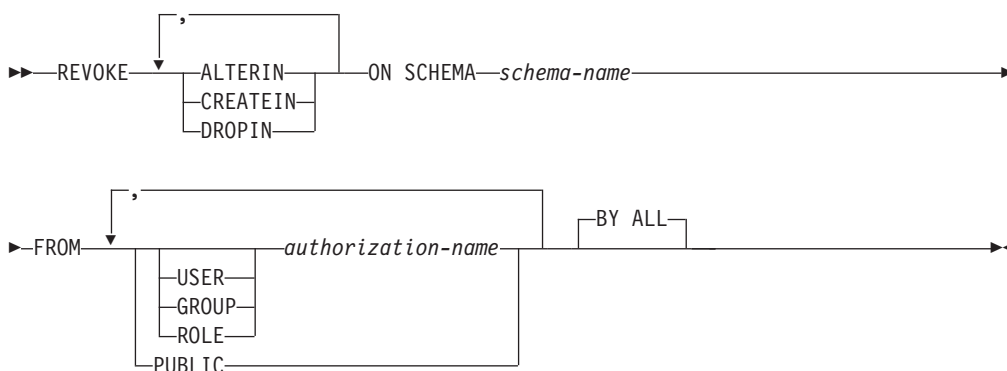 ,
REVOKE ALTERIN ON SCHEMA schema-name
CREATEIN
DROPIN
,
BY ALL
FROM authorization-name
USER
GROUP
ROLE
PUBLIC